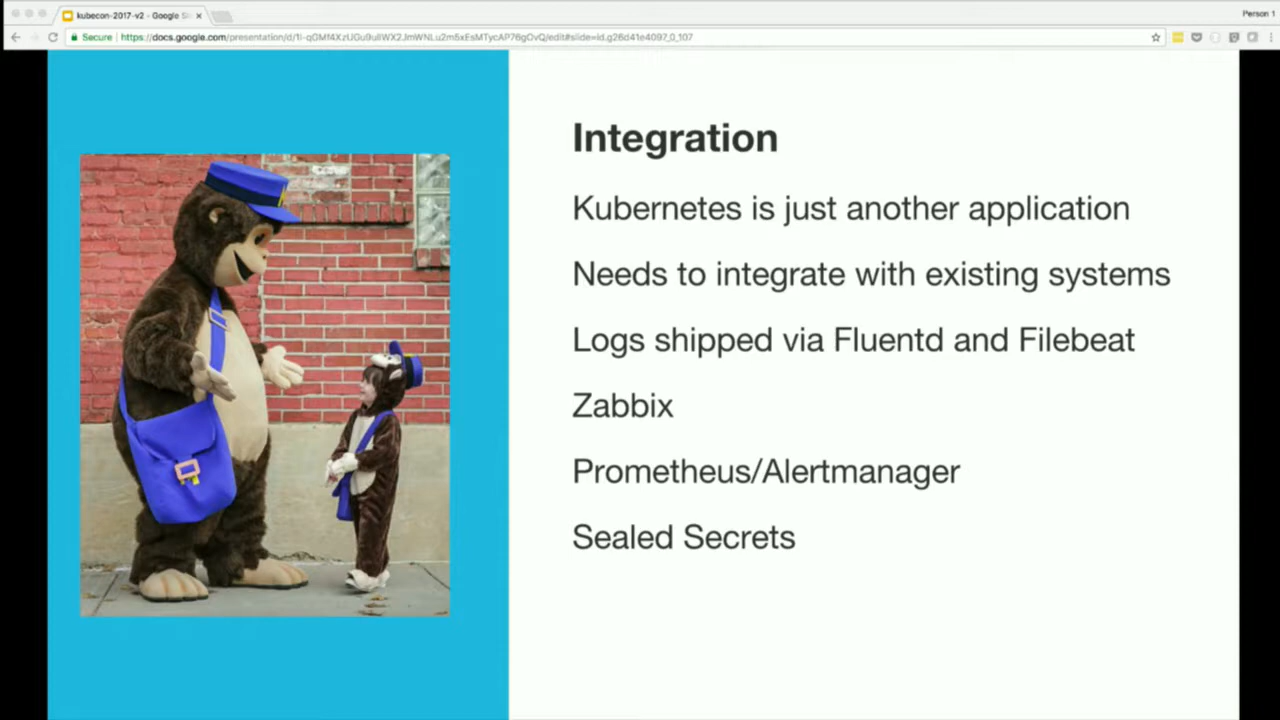 kubecon-2017-v2 - Google Sl
Person 1
Secure
Integration
Kubernetes is just another application
Needs to integrate with existing systems
Logs shipped via Fluentd and Filebeat
Zabbix
Prometheus/Alertmanager
Sealed Secrets